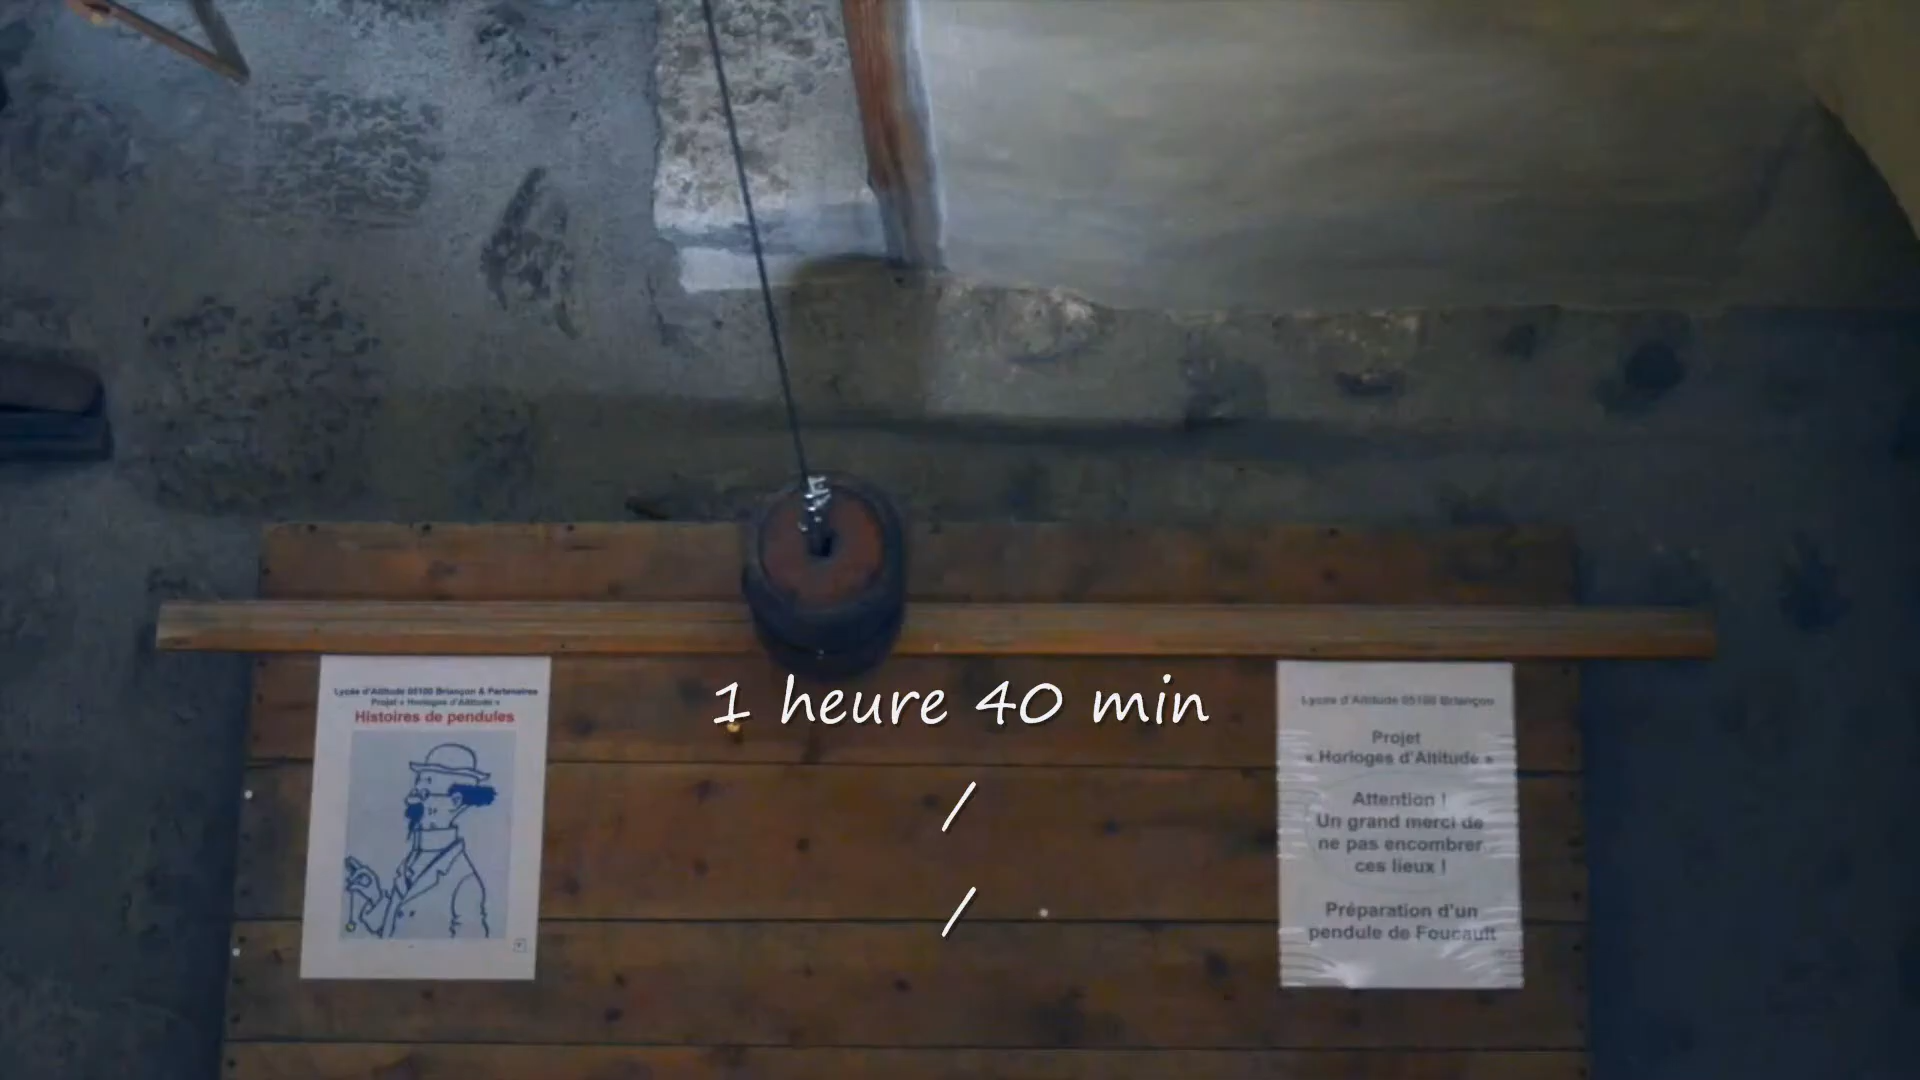 Lycée d'Altitude 05100 Briançon & Partenaires
Projet « Horloges d'Altitude »
Histoires de pendules
1 heure 40 min
/
/
Lycée d'Altitude 05100 Briançon
Projet
« Horloges d'Altitude »
Attention !
Un grand merci de
ne pas encombrer
ces lieux !
Préparation d'un
pendule de Foucault